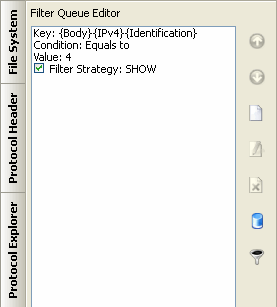 Filter Queue Editor
Key: {Body}{IPv4}{Identification}
Condition: Equals to
Value: 4
Filter Strategy: SHOW
File System
Protocol Header
Protocol Explorer